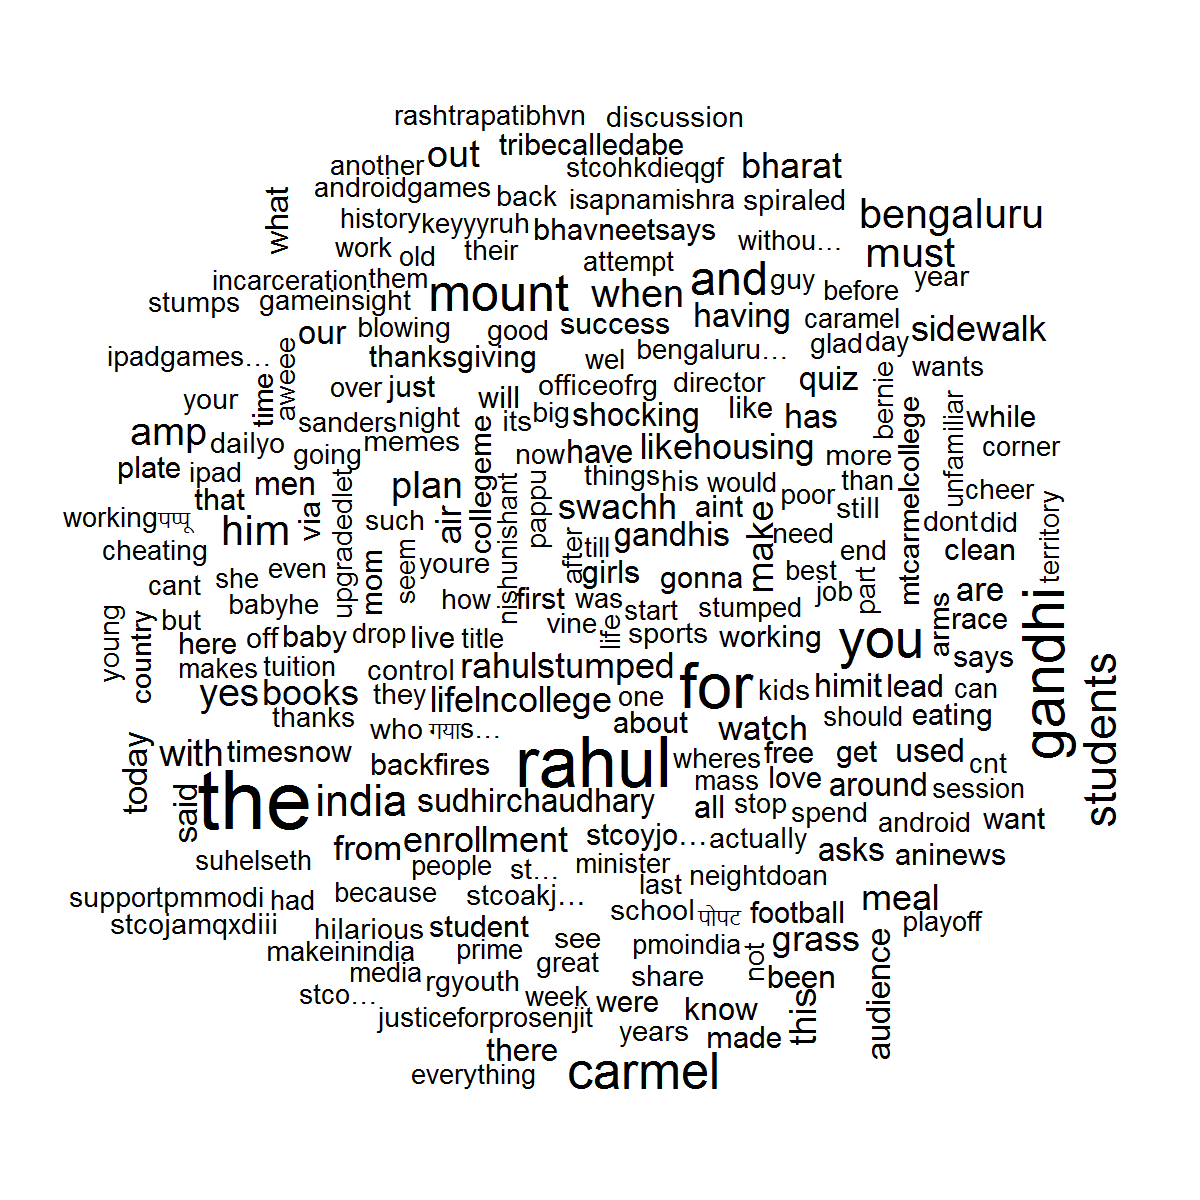 rashtrapatibhvn discussion
another out tribecalledabe
stcohkdieqgf bharat
what androidgames back isapnamishra spiraled
history keyyyruh bhavneetsays withou… bengaluru
work old their attempt must
incarceration them mount when and guy before year
stumps gameinsight
our blowing good success having caramel sidewalk
ipadgames… aweee thanksgiving wel bengaluru… glad day
your time over just will officeofrg director quiz bernie wants
sanders night its big shocking like has mtcarmelcollege unfamiliar while
amp dailyo going memes collegeme now have likehousing more corner
plate ipad men plan things his would than cheer
that via upgradedlet air nishunishant pappu swachh aint make poor still
working पप्पू him such gandhis need dont did territory
cheating seem youre after till end clean
cant she even mom girls gonna best job part are
young but babyhe how first was start stumped arms race gandhi
country here off baby drop live title vine life sports working you says
makes tuition control rahulstumped for kids himit lead can students
yes books they lifelncollege one
thanks who गयाs… about watch should eating
today with timesnow backfires rahul wheres free get used cnt
said the india sudhirchaudhary mass love around session
all stop spend android want
from enrollment stcoyjo… actually asks aninews
suhelseth people st… minister
supportpmmodi had because stcoakj… last neightdoan meal
stcojamqxdiii hilarious student school पोपट football playoff
makeinindia prime see pmoindia not grass audience
media rgyouth great share been
stco… week were know this
justiceforprosenjit years made
there
everything carmel